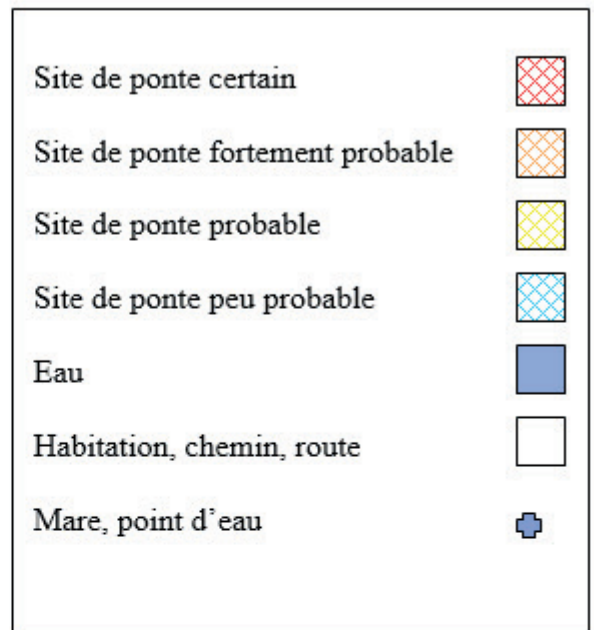 Site de ponte certain
Site de ponte fortement probable
Site de ponte probable
Site de ponte peu probable
Eau
Habitation, chemin, route
Mare, point d’eau